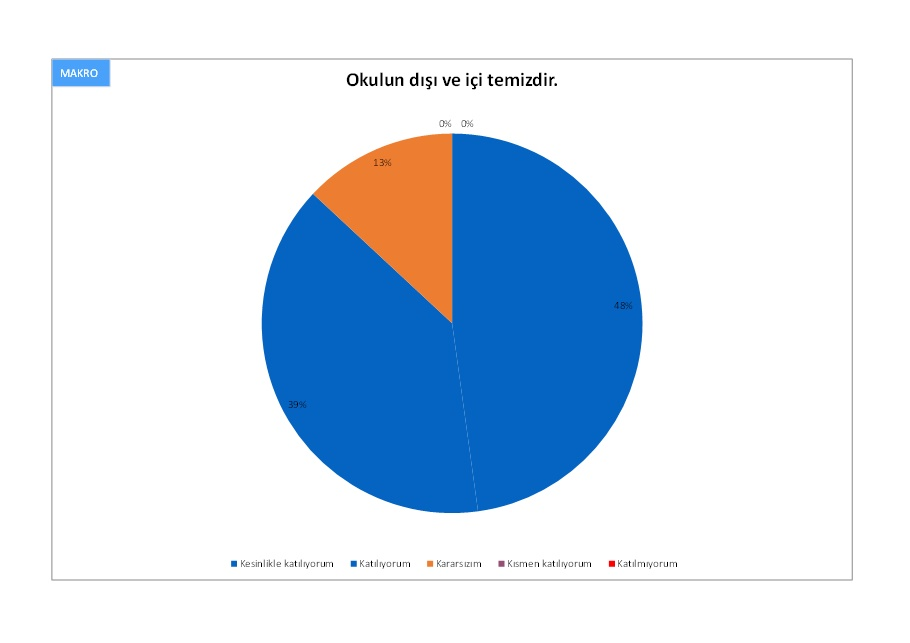 MAKRO
Okulun dışı ve içi temizdir.
0% 0%
13%
48%
39%
Kesinlikle katılıyorum Katılıyorum Kararsızım Kısmen katılıyorum Katılmıyorum